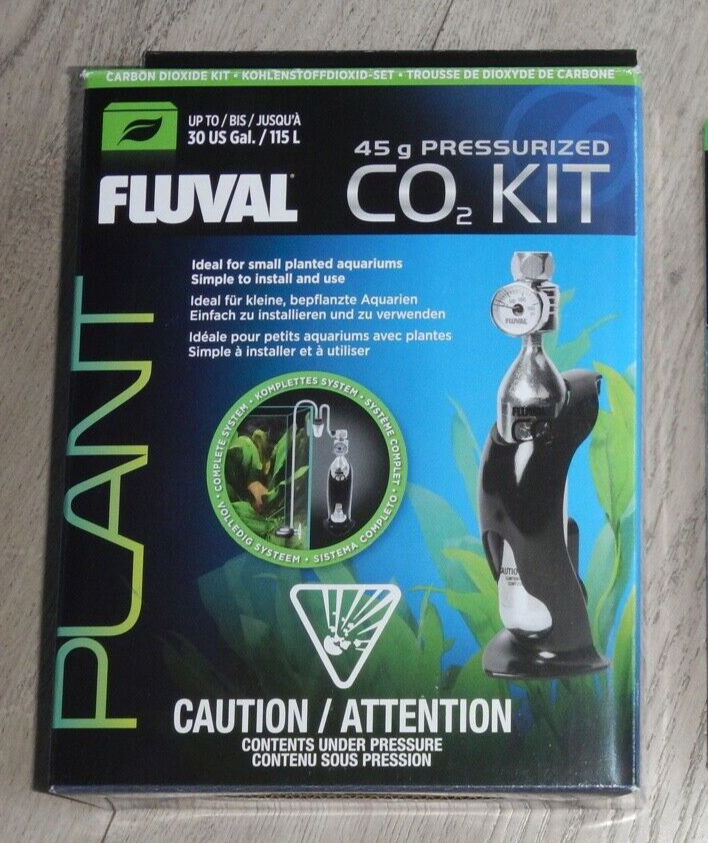 CARBON DIOXIDE KIT • KOHLENSTOFFDIOXID-SET • TROUSSE DE DIOXYDE DE CARBONE
UP TO / BIS / JUSQU'À
30 US Gal. / 115 L
45 g PRESSURIZED
FLUVAL
CO2 KIT
Ideal for small planted aquariums
Simple to install and use
Ideal für kleine, bepflanzte Aquarien
Einfach zu installieren und zu verwenden
Idéale pour petits aquariums avec plantes
Simple à installer et à utiliser
PLANT
FLUVAL
FLUVAL
COMPLETE SYSTEM • KOMPLETTES SYSTEM • SYSTÈME COMPLET • SISTEMA COMPLETO • VOLLEDIG SYSTEEM
CAUTION / ATTENTION
CONTENTS UNDER PRESSURE
CONTENU SOUS PRESSION